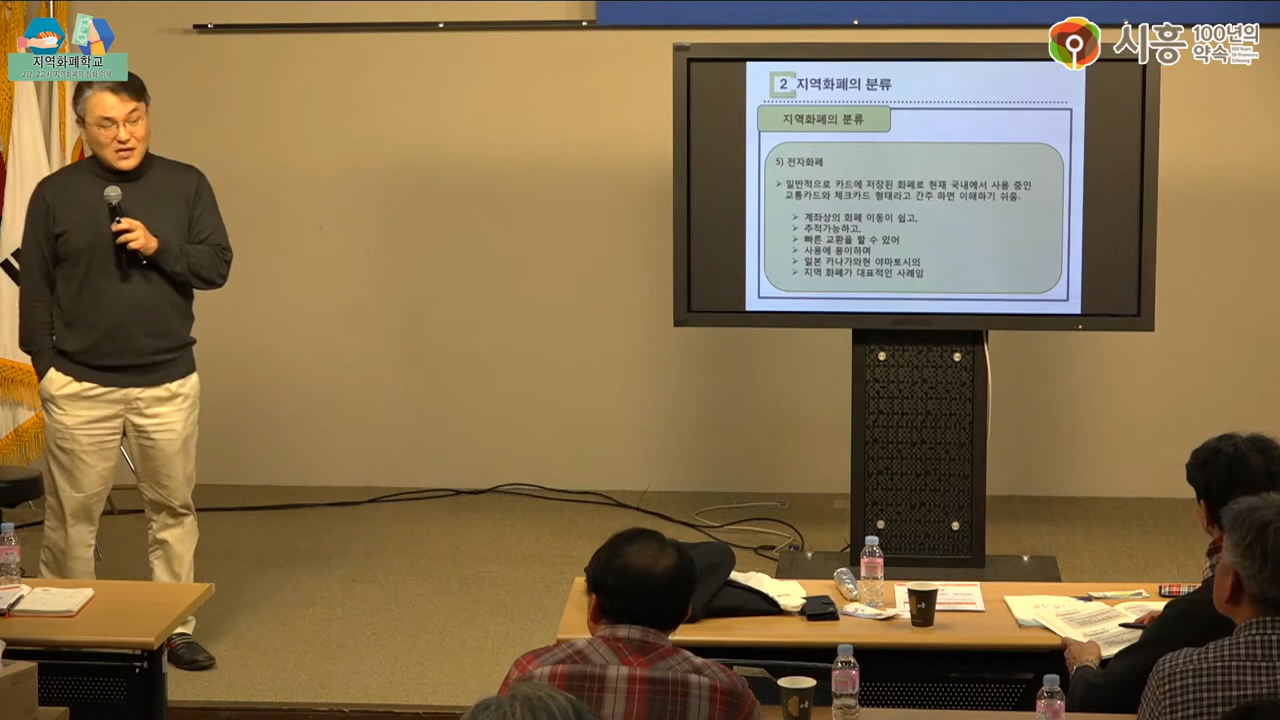 지역화폐학교
2강. 2교시 지역화폐의 심화 이해
시흥
100년의
약속
2 지역화폐의 분류
지역화폐의 분류
5) 전자화폐
➢ 일반적으로 카드에 저장된 화폐로 현재 국내에서 사용 중인
교통카드와 체크카드 형태라고 간주 하면 이해하기 쉬움.
➢ 계좌상의 화폐 이동이 쉽고,
➢ 추적가능하고,
➢ 빠른 교환을 할 수 있어
➢ 사용에 용이하며
➢ 일본 카나가와현 야마토시의
➢ 지역 화폐가 대표적인 사례임